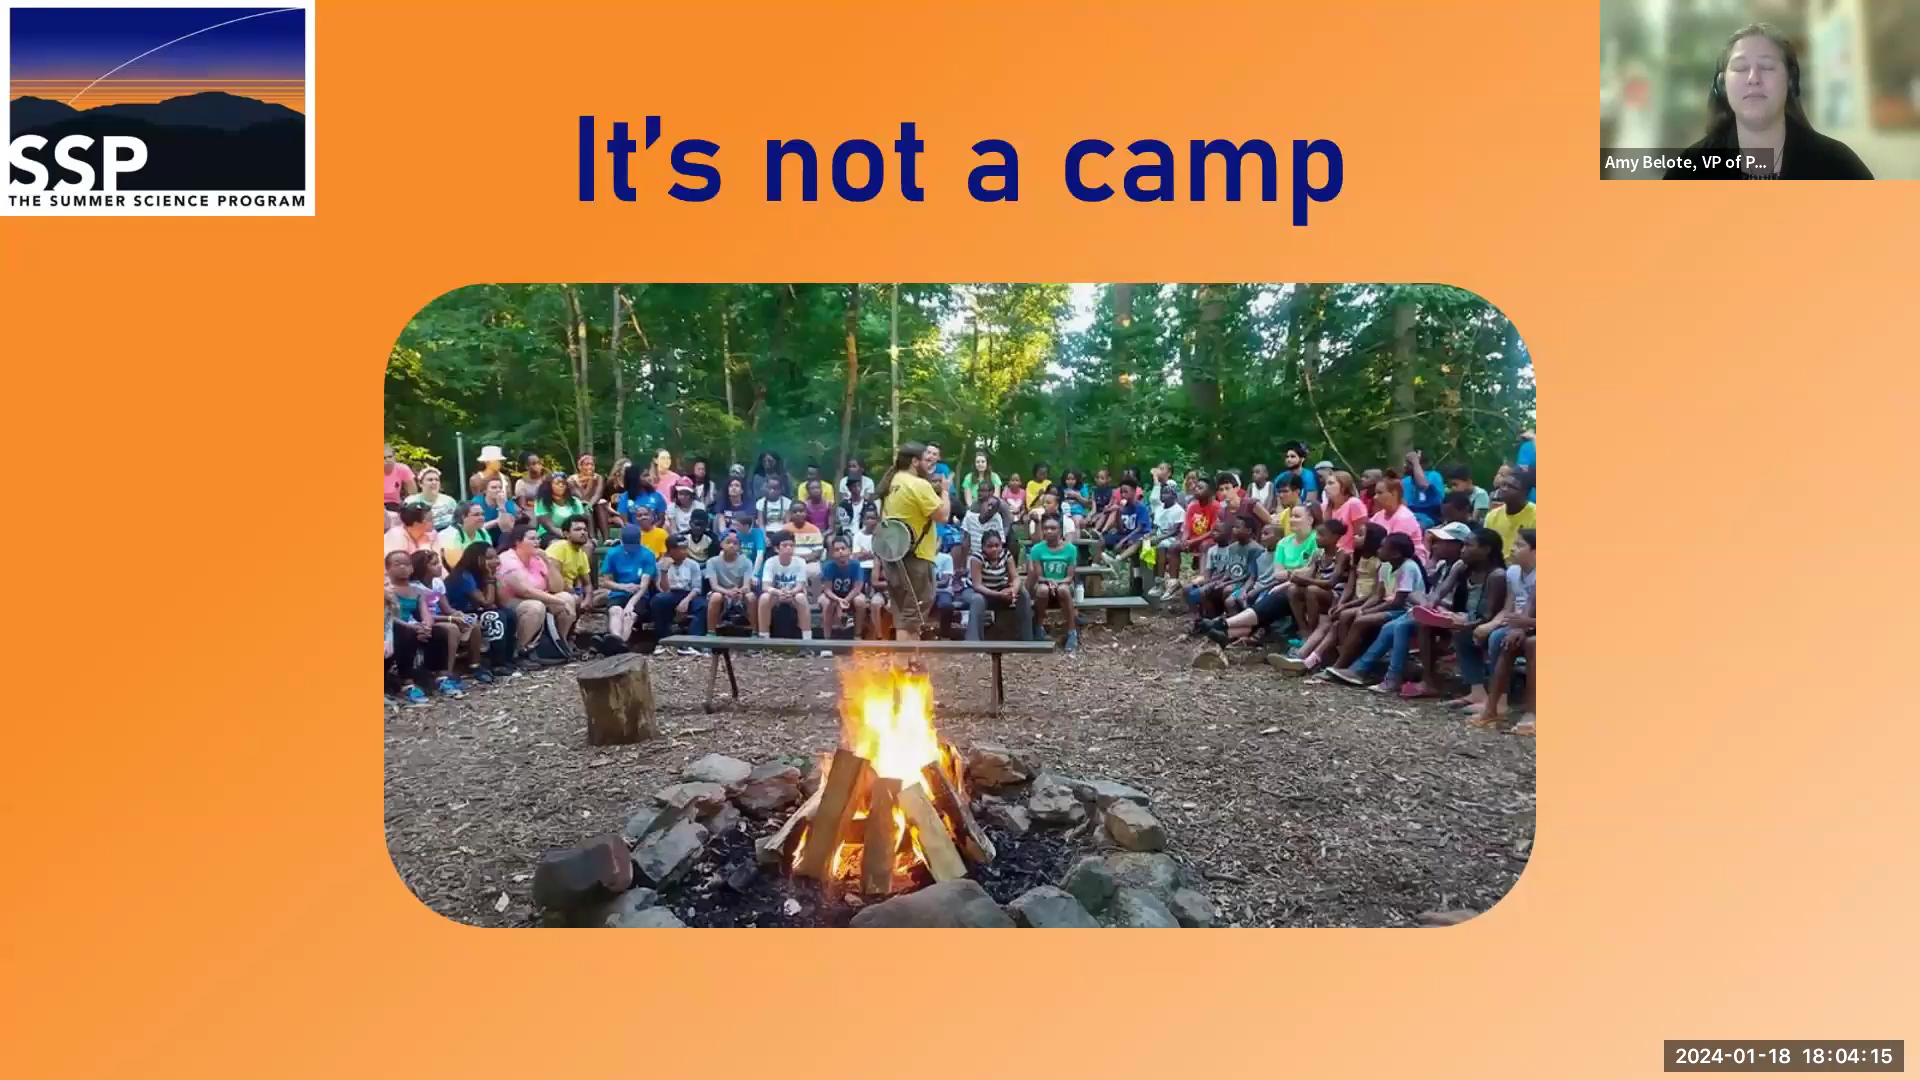 SSP
THE SUMMER SCIENCE PROGRAM
It's not a camp
Amy Belote, VP of P...
2024-01-18 18:04:15